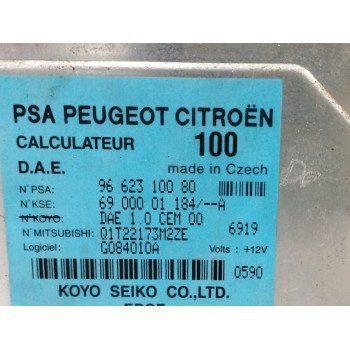 PSA PEUGEOT CITROËN
CALCULATEUR 100
D.A.E. made in Czech
N°PSA: 96 623 100 80
N°KSE: 69 000 01 184/--A
N°KOYO: DAE 1.0 CEM 00
N°MITSUBISHI: Q1T22173M2ZE 6919
Logiciel: G084010A Volts : +12V
0590
KOYO SEIKO CO.,LTD.